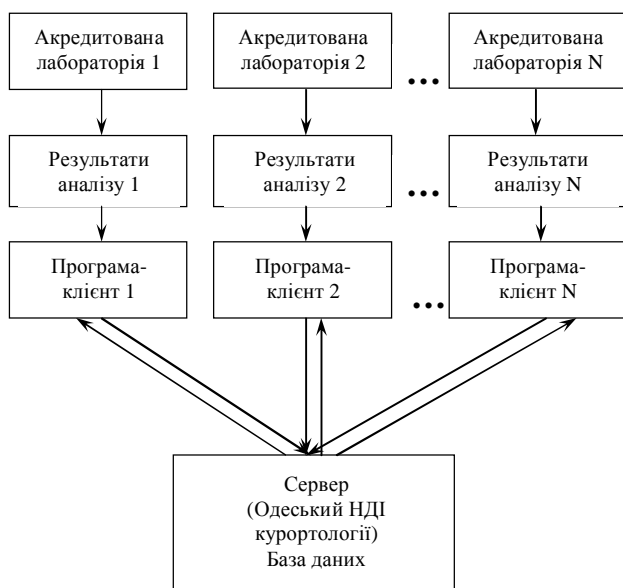 Акредитована
лабораторія 1
Акредитована
лабораторія 2
...
Акредитована
лабораторія N
Результати
аналізу 1
Результати
аналізу 2
...
Результати
аналізу N
Програма-
клієнт 1
Програма-
клієнт 2
...
Програма-
клієнт N
Сервер
(Одеський НДІ
курортології)
База даних